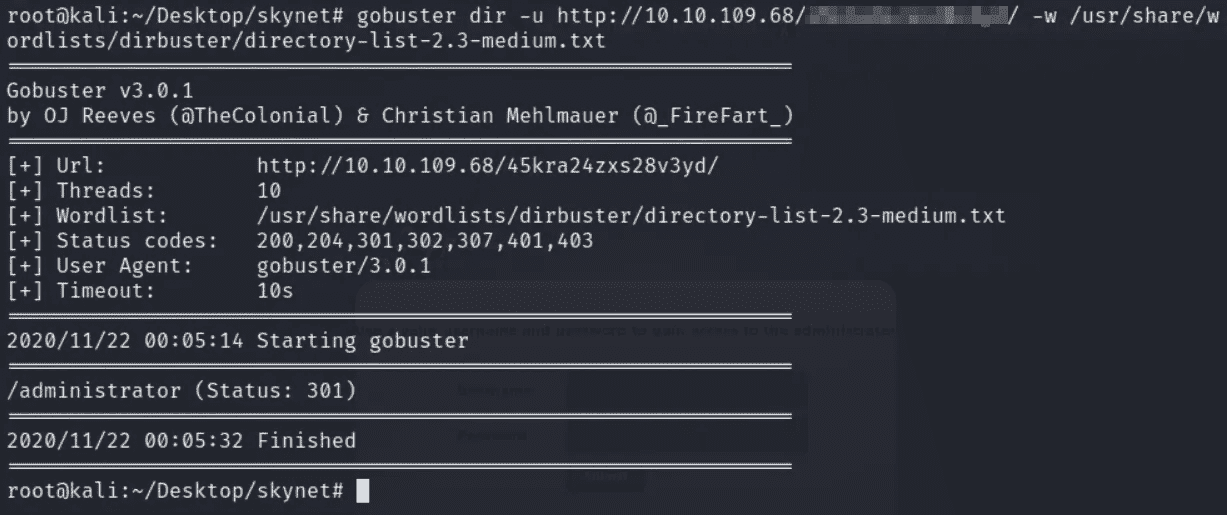 root@kali:~/Desktop/skynet# gobuster dir -u http://10.10.109.68/ / -w /usr/share/w
ordlists/dirbuster/directory-list-2.3-medium.txt
Gobuster v3.0.1
by OJ Reeves (@TheColonial) & Christian Mehlmauer (@_FireFart_)
[+] Url: http://10.10.109.68/45kra24zxs28v3yd/
[+] Threads: 10
[+] Wordlist: /usr/share/wordlists/dirbuster/directory-list-2.3-medium.txt
[+] Status codes: 200,204,301,302,307,401,403
[+] User Agent: gobuster/3.0.1
[+] Timeout: 10s
2020/11/22 00:05:14 Starting gobuster
/administrator (Status: 301)
2020/11/22 00:05:32 Finished
root@kali:~/Desktop/skynet#